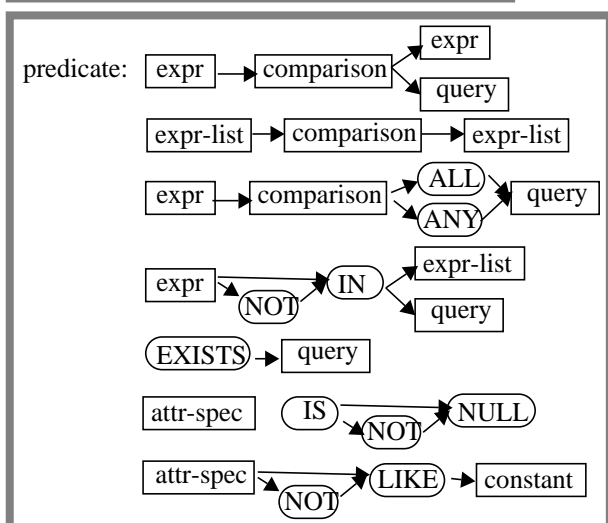 expr
predicate: expr comparison
query
expr-list comparison expr-list
ALL
expr comparison query
ANY
expr-list
expr IN
NOT
query
EXISTS query
attr-spec IS NULL
NOT
attr-spec LIKE constant
NOT